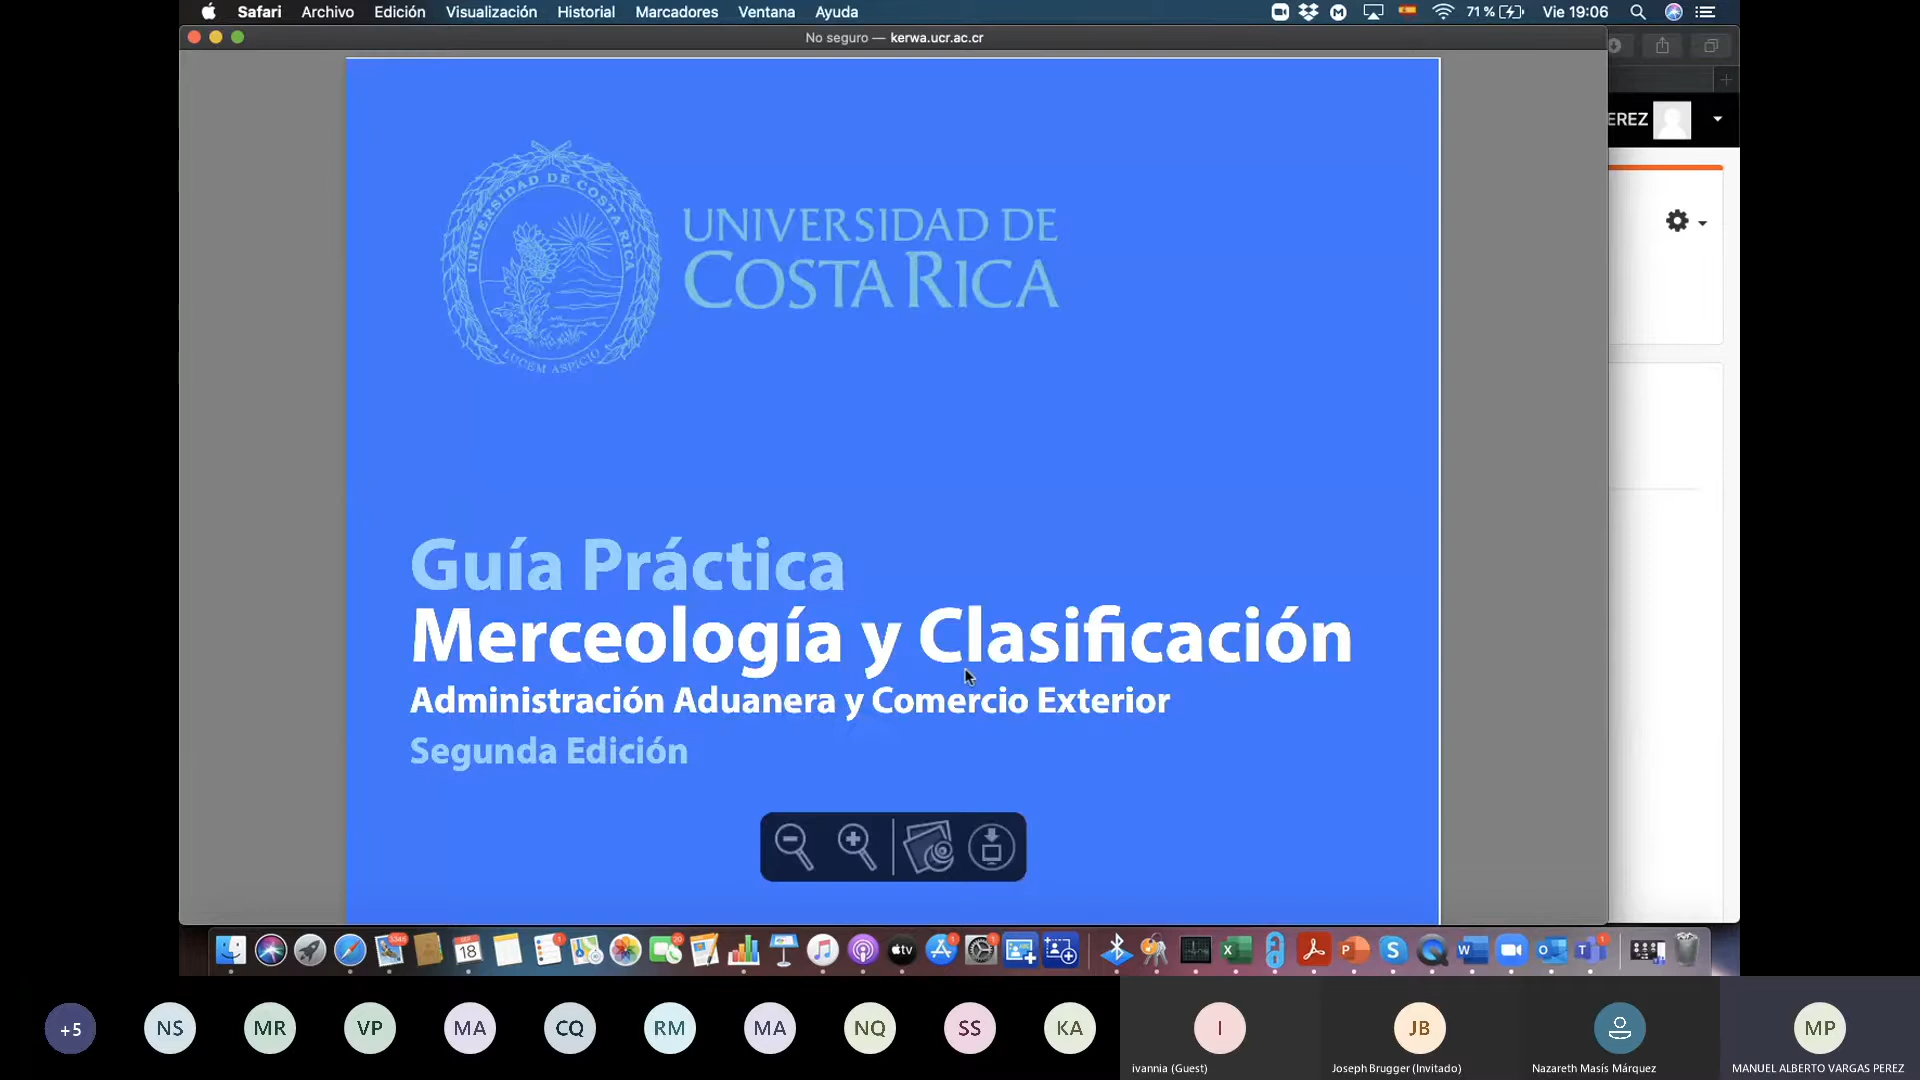 Safari Archivo Edición Visualización Historial Marcadores Ventana Ayuda 71 % Vie 19:06
No seguro — kerwa.ucr.ac.cr
EREZ
UNIVERSIDAD DE COSTA RICA
LUCEM ASPICIO
UNIVERSIDAD DE
COSTA RICA
Guía Práctica
Merceología y Clasificación
Administración Aduanera y Comercio Exterior
Segunda Edición
+5 NS MR VP MA CQ RM MA NQ SS KA I JB MP
ivannia (Guest) Joseph Brugger (Invitado) Nazareth Masís Márquez MANUEL ALBERTO VARGAS PEREZ